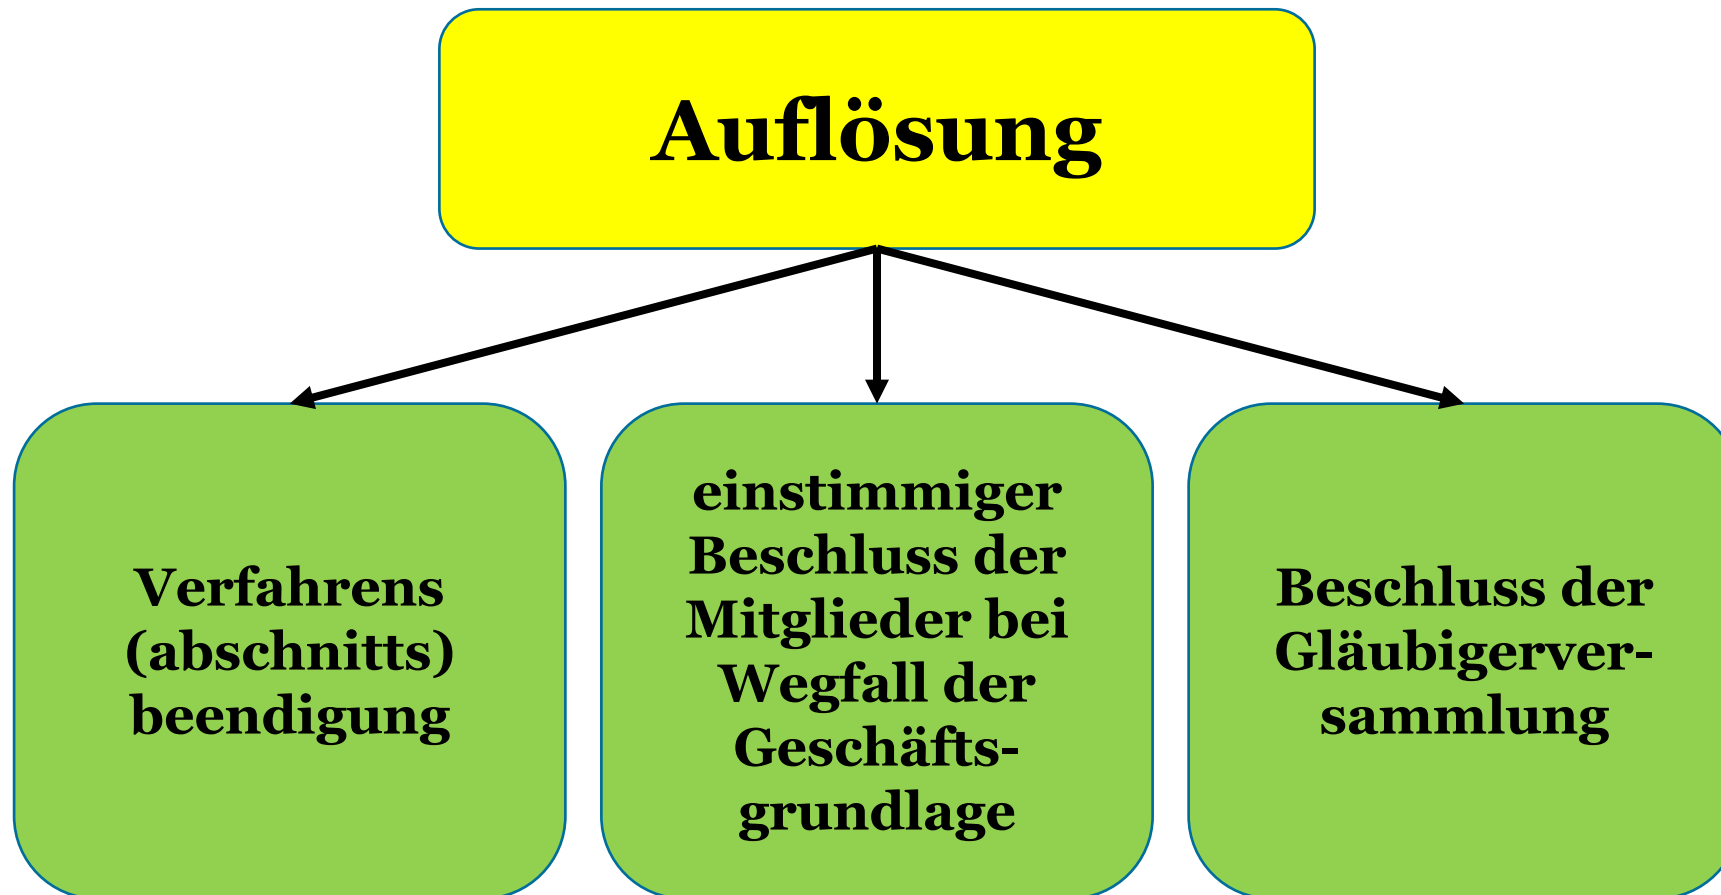 Auflösung
Verfahrens
(abschnitts)
beendigung
einstimmiger
Beschluss der
Mitglieder bei
Wegfall der
Geschäfts-
grundlage
Beschluss der
Gläubigerver-
sammlung